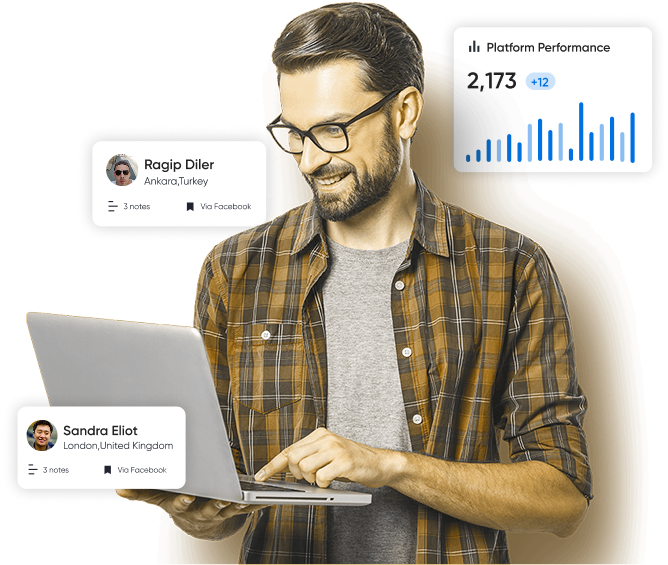 Platform Performance
2,173 +12
Ragip Diler
Ankara,Turkey
3 notes Via Facebook
Sandra Eliot
London,United Kingdom
3 notes Via Facebook